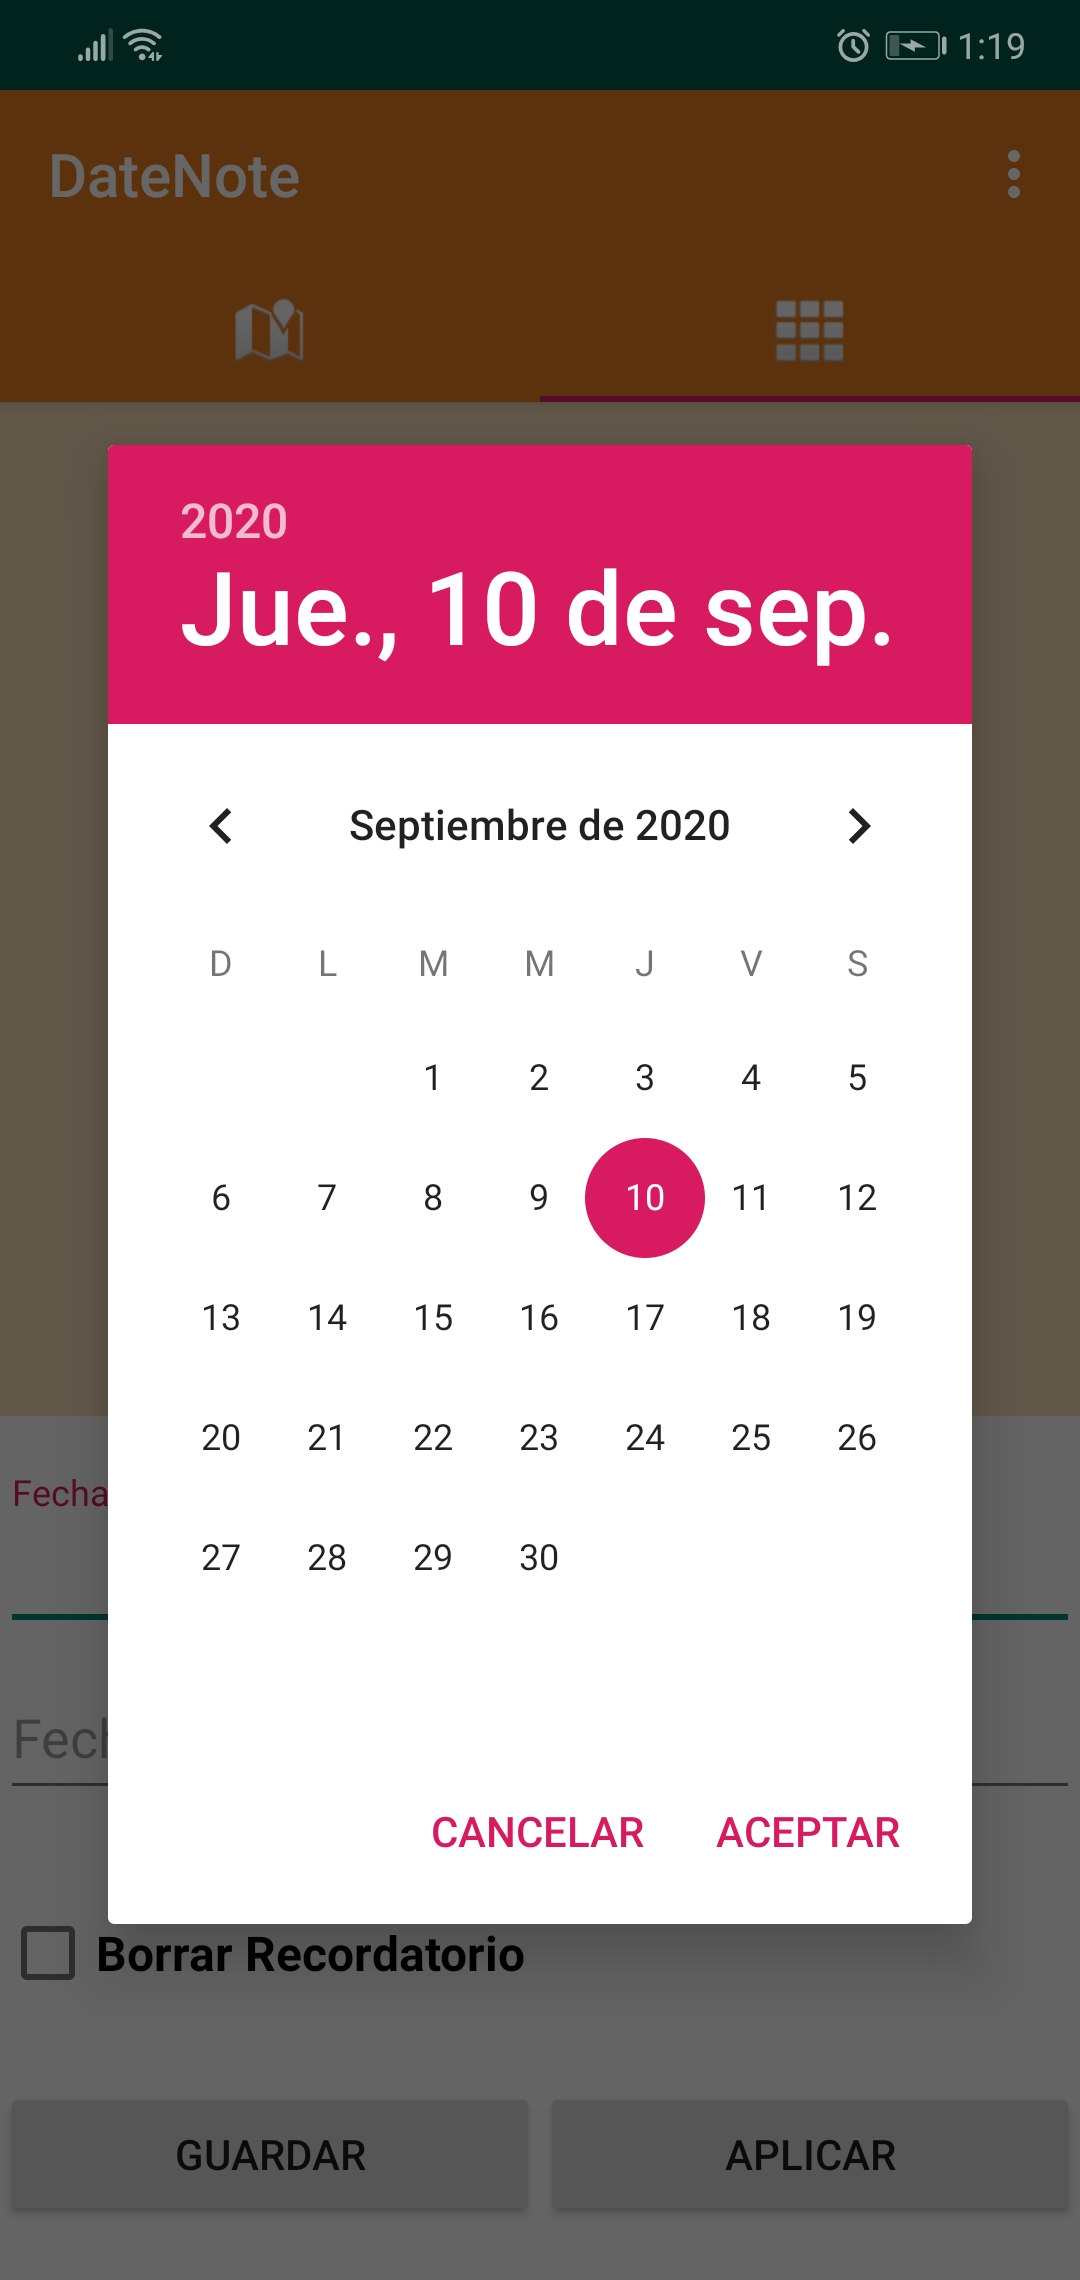 1:19
DateNote
2020
Jue., 10 de sep.
Septiembre de 2020
D L M M J V S
1 2 3 4 5
6 7 8 9 10 11 12
13 14 15 16 17 18 19
20 21 22 23 24 25 26
Fecha
27 28 29 30
CANCELAR ACEPTAR
Borrar Recordatorio
GUARDAR APLICAR